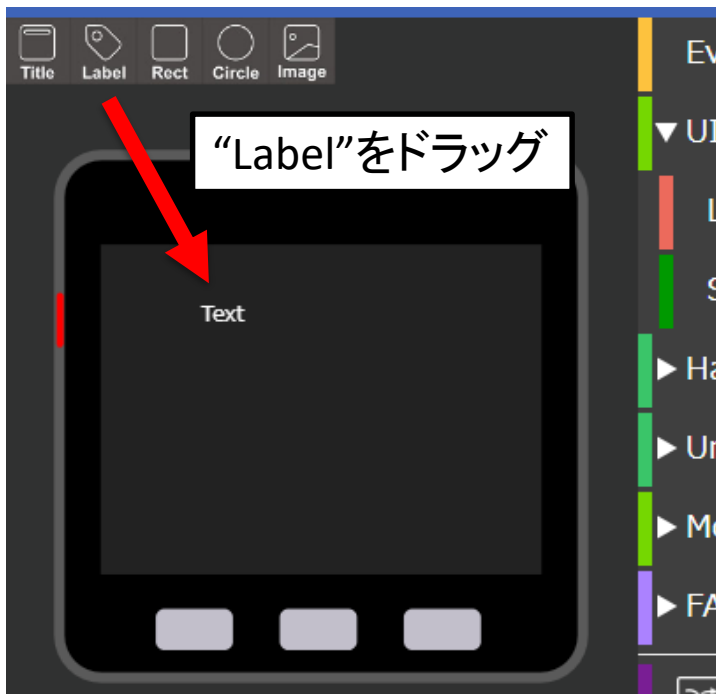 Title Label Rect Circle Image
“Label”をドラッグ
Text
Ev
▼ UI
L
S
▶ Ha
▶ Un
▶ Mo
▶ FA